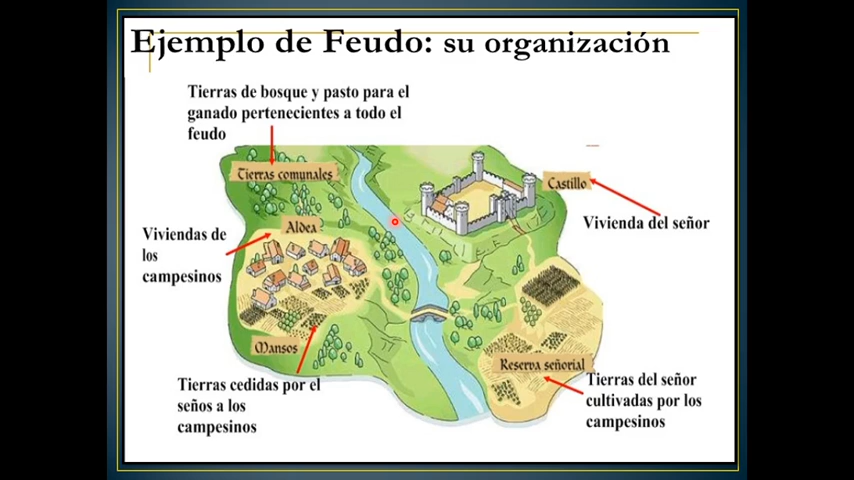 Ejemplo de Feudo: su organización
Tierras de bosque y pasto para el
ganado pertenecientes a todo el
feudo
Tierras comunales
Castillo
Vivienda del señor
Aldea
Viviendas de
los
campesinos
Mansos
Reserva señorial
Tierras cedidas por el
seños a los
campesinos
Tierras del señor
cultivadas por los
campesinos